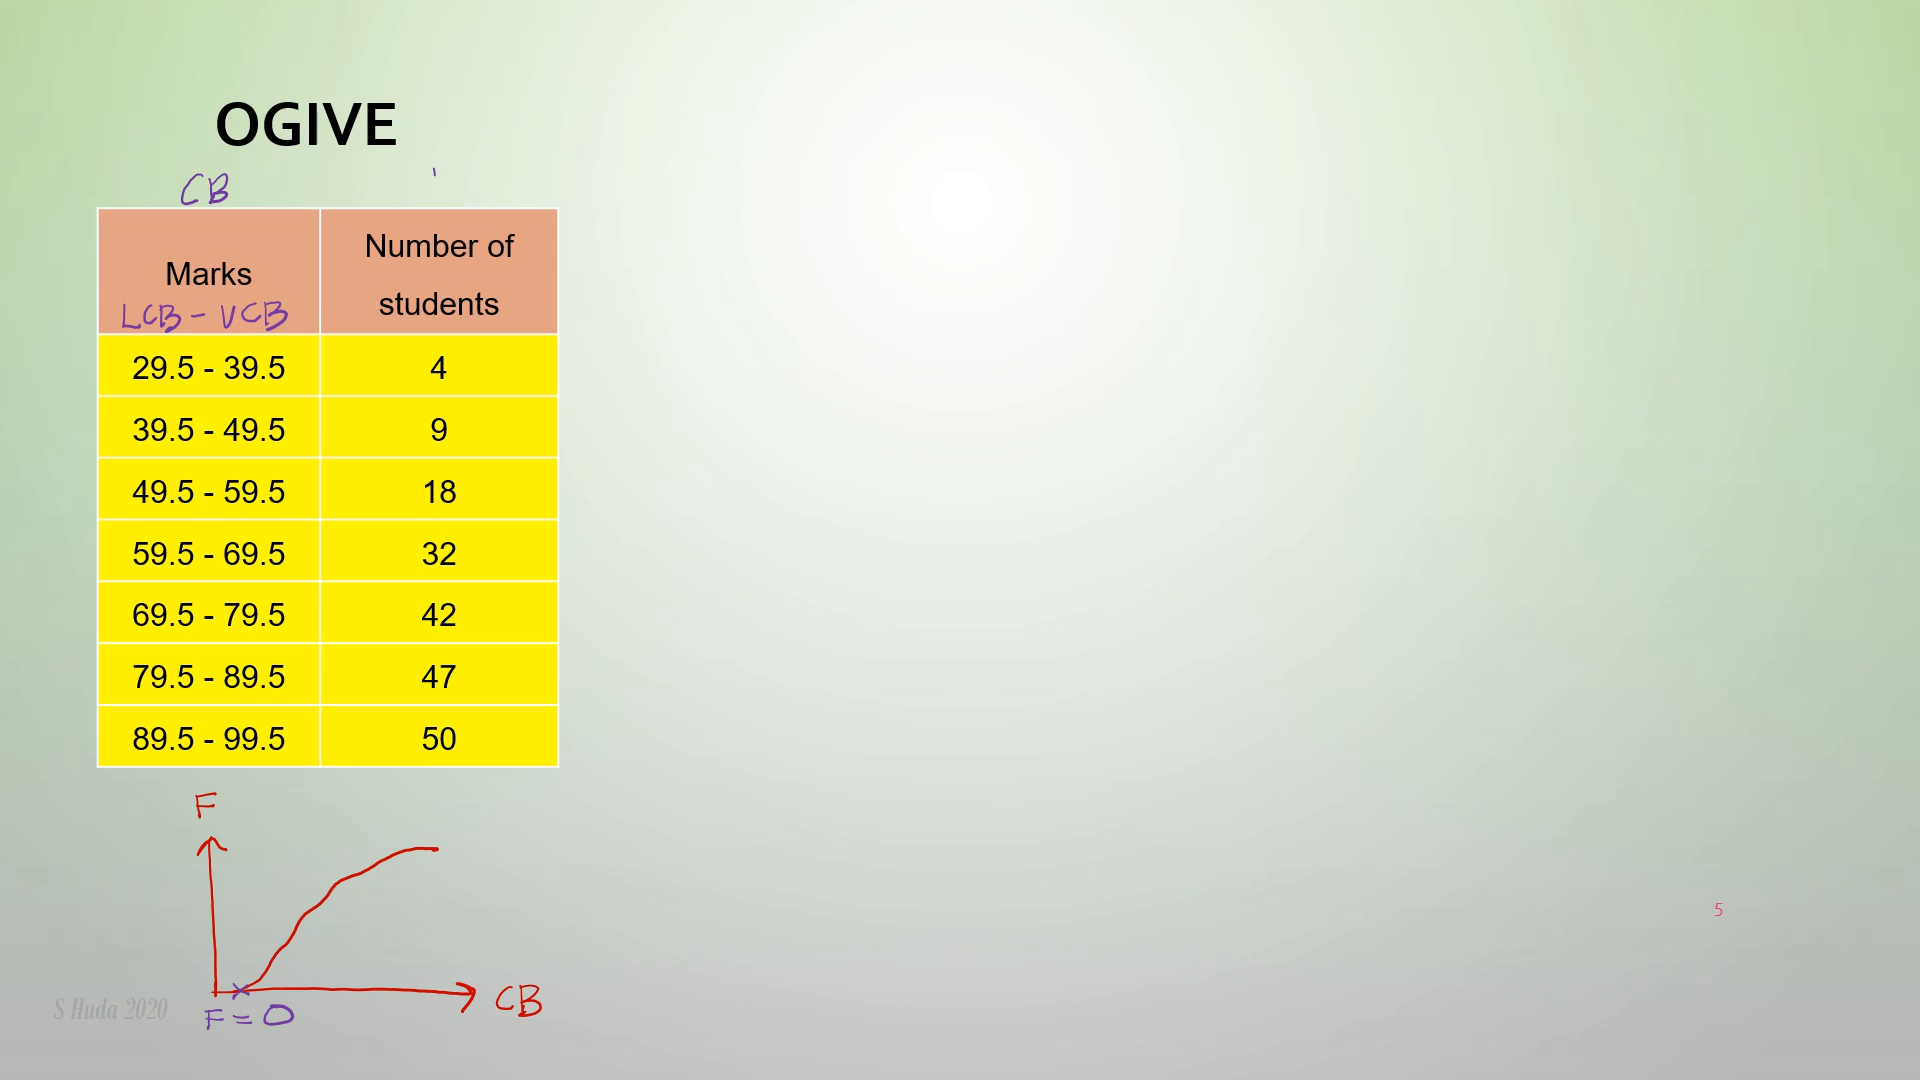 OGIVE
CB
Marks
LCB - UCB
Number of
students
29.5 - 39.5 4
39.5 - 49.5 9
49.5 - 59.5 18
59.5 - 69.5 32
69.5 - 79.5 42
79.5 - 89.5 47
89.5 - 99.5 50
F
CB
F = 0
S Huda 2020
5